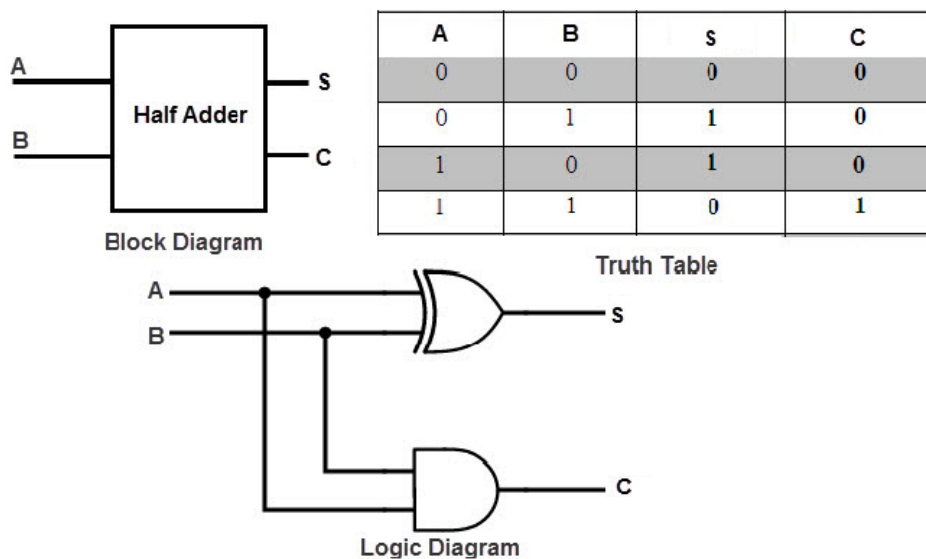 A
B
Half Adder
S
C
Block Diagram
A B S C
0 0 0 0
0 1 1 0
1 0 1 0
1 1 0 1
Truth Table
A
B
S
C
Logic Diagram